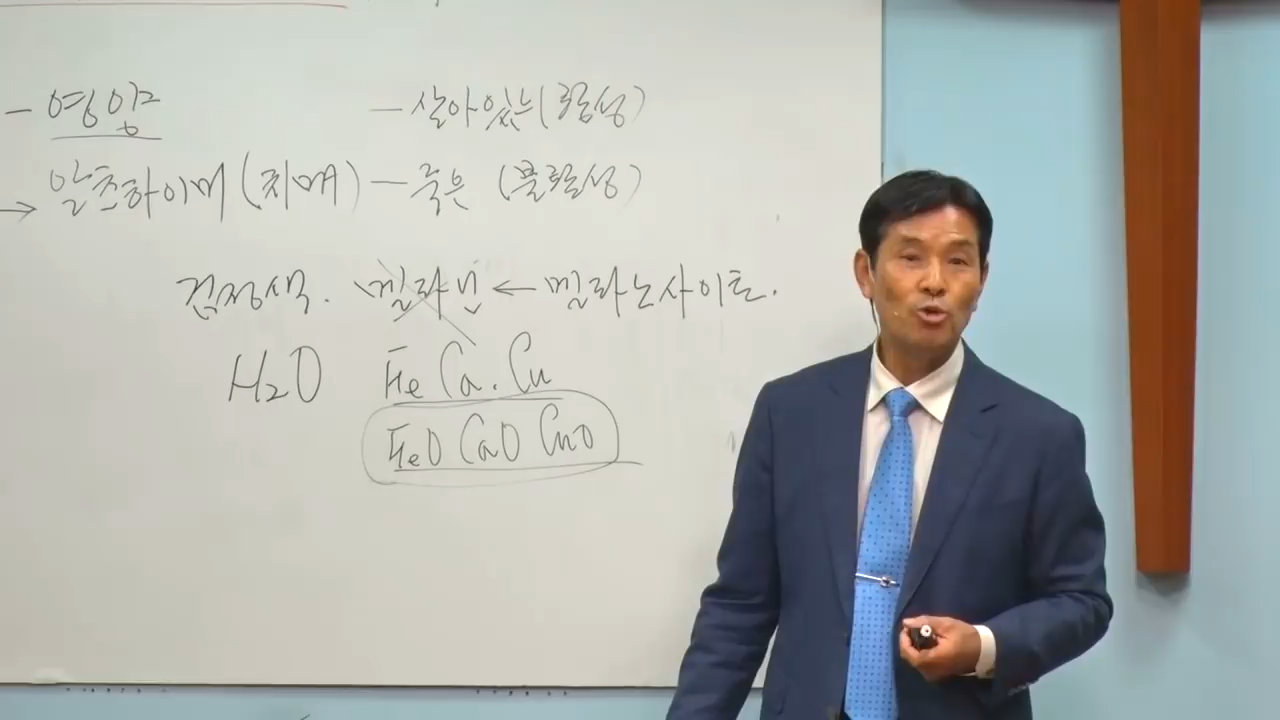 - 영양 - 살아있는 (활성)
→ 알츠하이머 (치매) - 죽은 (불활성)
검정색. 멜라닌 ← 멜라노사이트.
H₂O Fe Ca. Cu
FeO CaO CuO